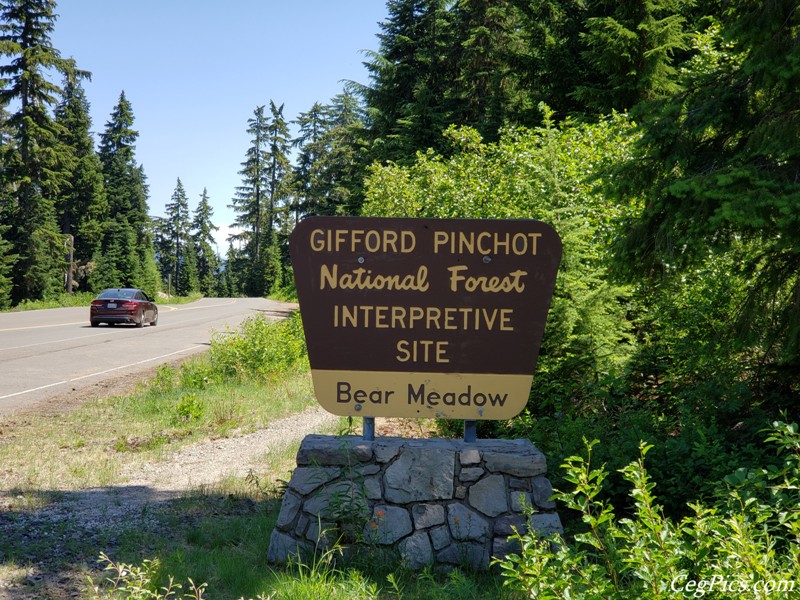 GIFFORD PINCHOT
National Forest
INTERPRETIVE
SITE
Bear Meadow
CegPics.com